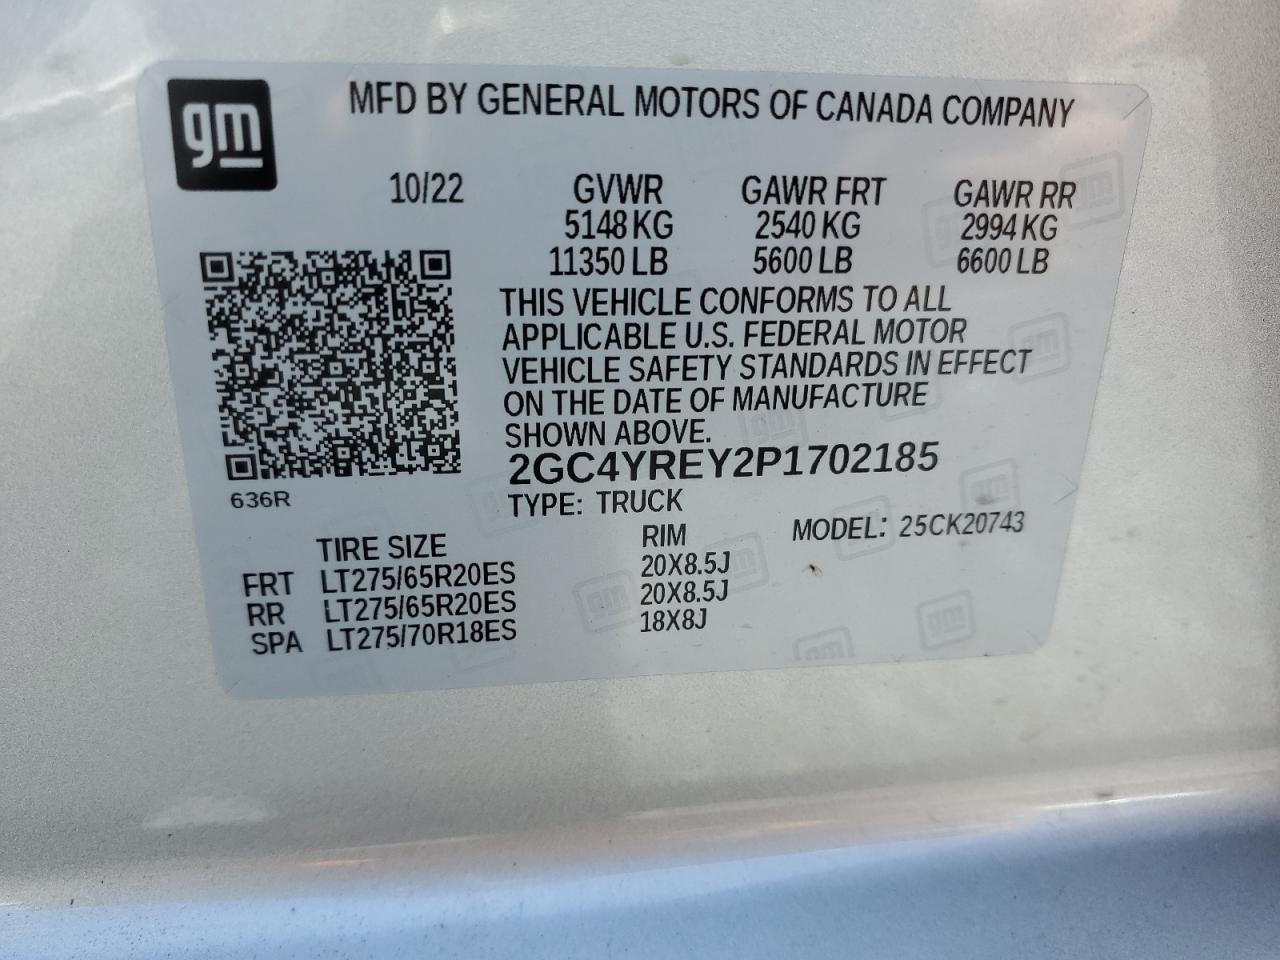 gm
MFD BY GENERAL MOTORS OF CANADA COMPANY
10/22 GVWR GAWR FRT GAWR RR
5148 KG 2540 KG 2994 KG
11350 LB 5600 LB 6600 LB
THIS VEHICLE CONFORMS TO ALL
APPLICABLE U.S. FEDERAL MOTOR
VEHICLE SAFETY STANDARDS IN EFFECT
ON THE DATE OF MANUFACTURE
SHOWN ABOVE.
2GC4YREY2P1702185
636R
TYPE: TRUCK
MODEL: 25CK20743
TIRE SIZE RIM
FRT LT275/65R20ES 20X8.5J
RR LT275/65R20ES 20X8.5J
SPA LT275/70R18ES 18X8J